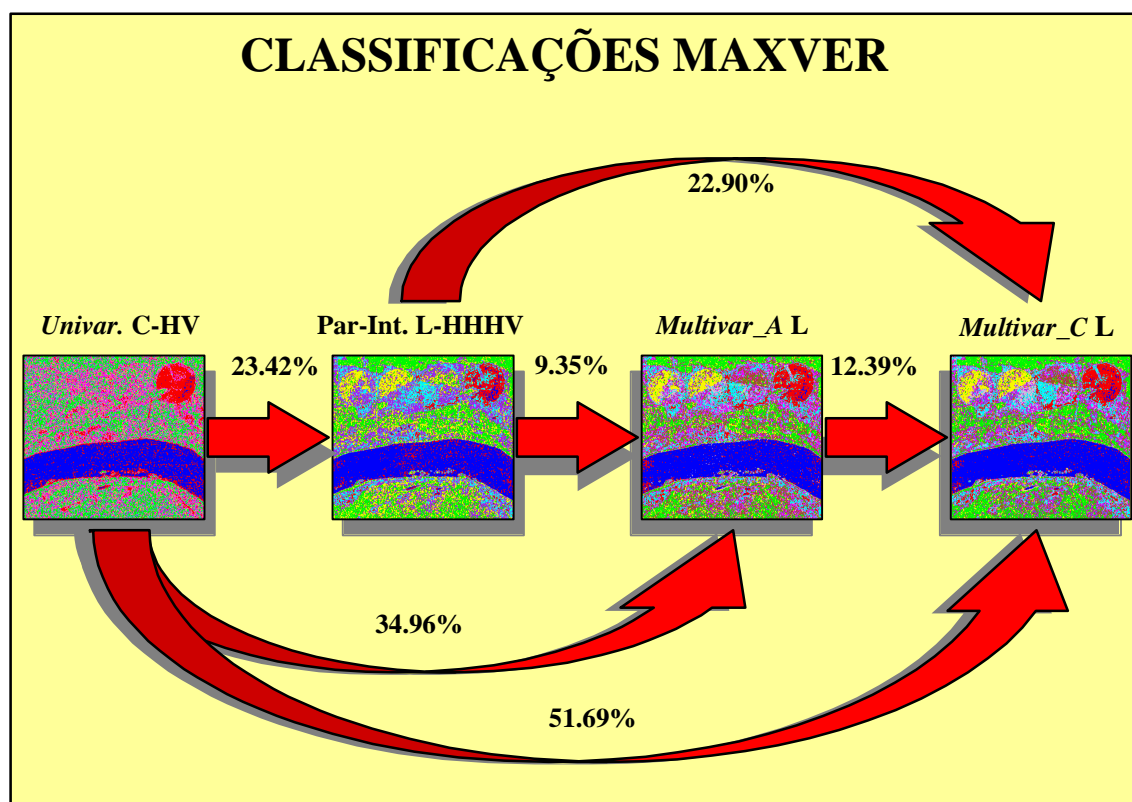 CLASSIFICAÇÕES MAXVER
22.90%
Univar. C-HV
Par-Int. L-HHHV
Multivar_A L
Multivar_C L
23.42%
9.35%
12.39%
34.96%
51.69%